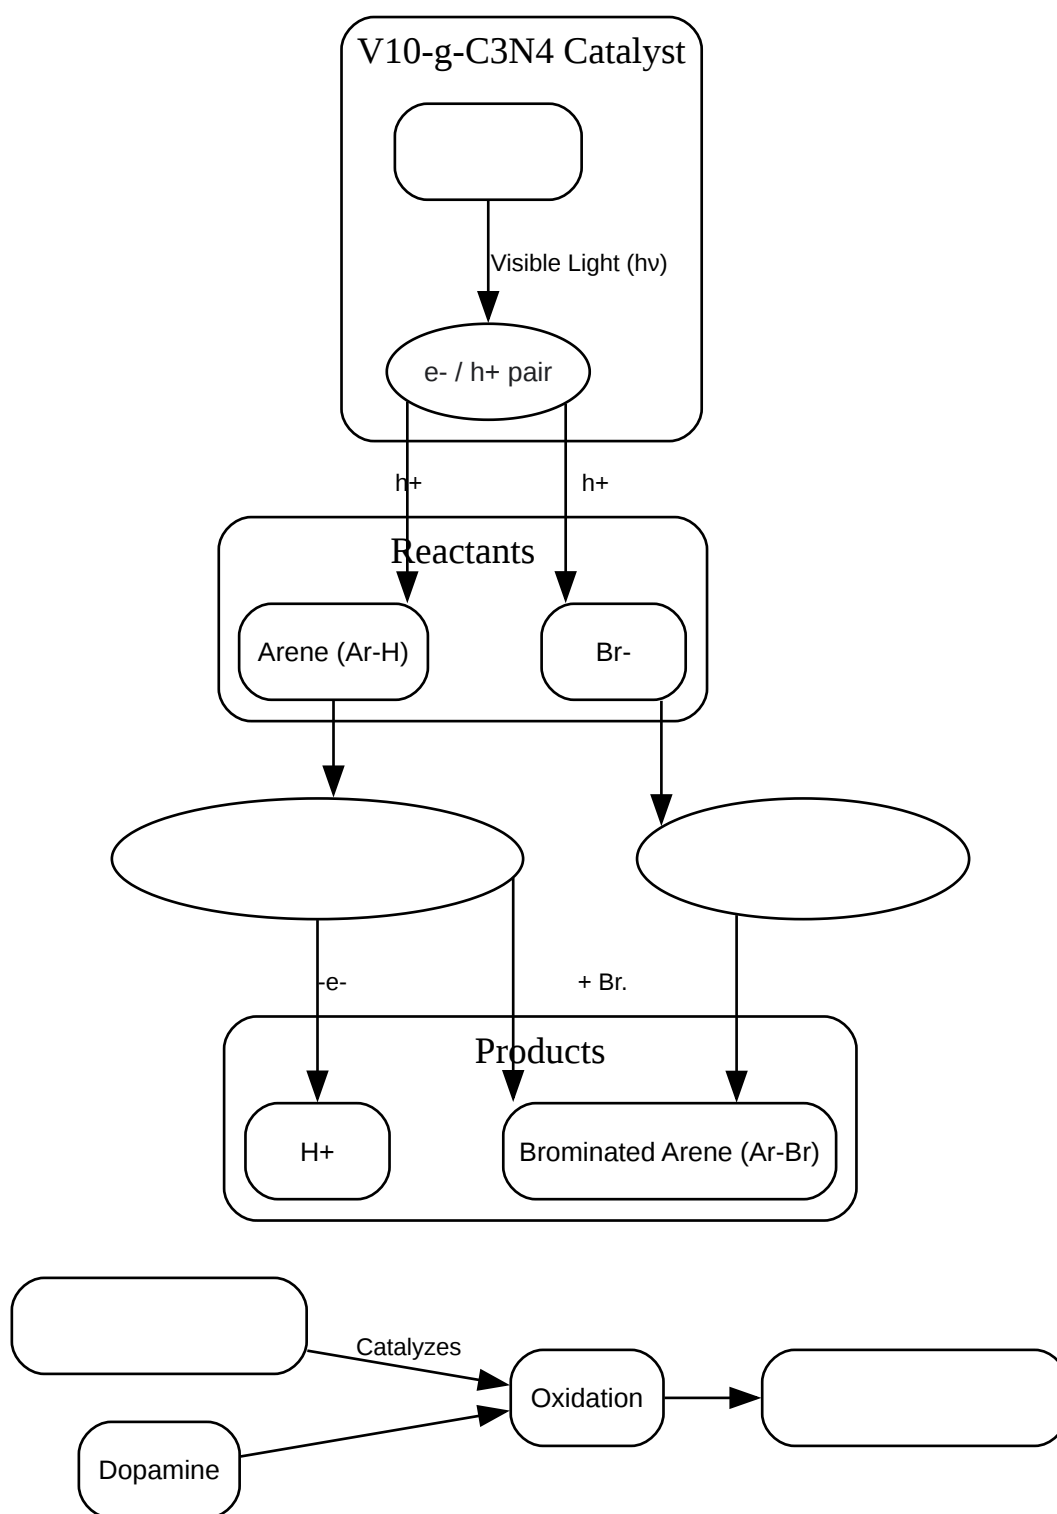 V10-g-C3N4 Catalyst
Visible Light (hν)
e- / h+ pair
h+
h+
Reactants
Arene (Ar-H)
Br-
-e-
+ Br.
Products
H+
Brominated Arene (Ar-Br)
Catalyzes
Oxidation
Dopamine